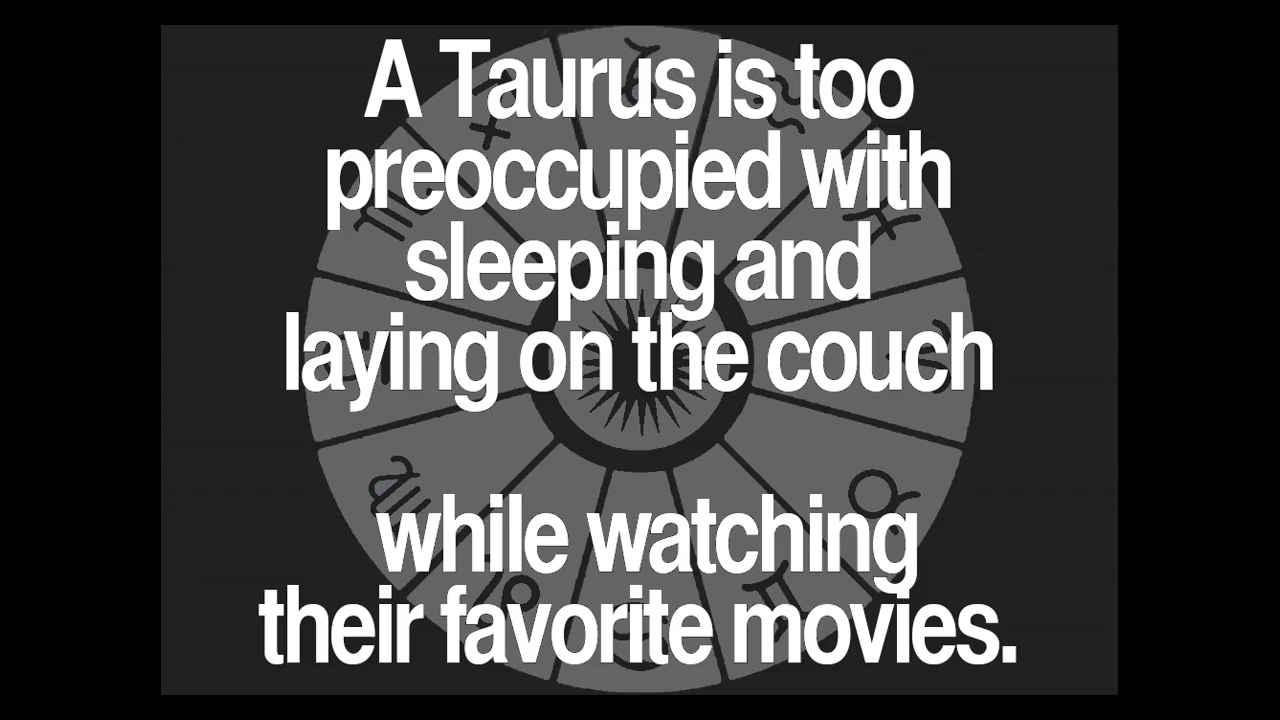 A Taurus is too
preoccupied with
sleeping and
laying on the couch
while watching
their favorite movies.